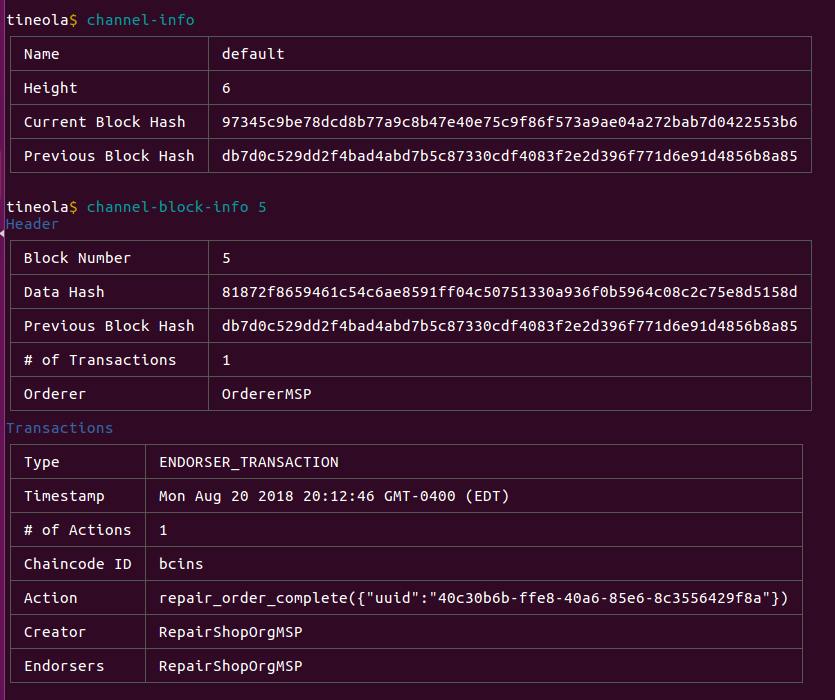 tineola$ channel-info
Name default
Height 6
Current Block Hash 97345c9be78dcd8b77a9c8b47e40e75c9f86f573a9ae04a272bab7d0422553b6
Previous Block Hash db7d0c529dd2f4bad4abd7b5c87330cdf4083f2e2d396f771d6e91d4856b8a85
tineola$ channel-block-info 5
Header
Block Number 5
Data Hash 81872f8659461c54c6ae8591ff04c50751330a936f0b5964c08c2c75e8d5158d
Previous Block Hash db7d0c529dd2f4bad4abd7b5c87330cdf4083f2e2d396f771d6e91d4856b8a85
# of Transactions 1
Orderer OrdererMSP
Transactions
Type ENDORSER_TRANSACTION
Timestamp Mon Aug 20 2018 20:12:46 GMT-0400 (EDT)
# of Actions 1
Chaincode ID bcins
Action repair_order_complete({"uuid":"40c30b6b-ffe8-40a6-85e6-8c3556429f8a"})
Creator RepairShopOrgMSP
Endorsers RepairShopOrgMSP